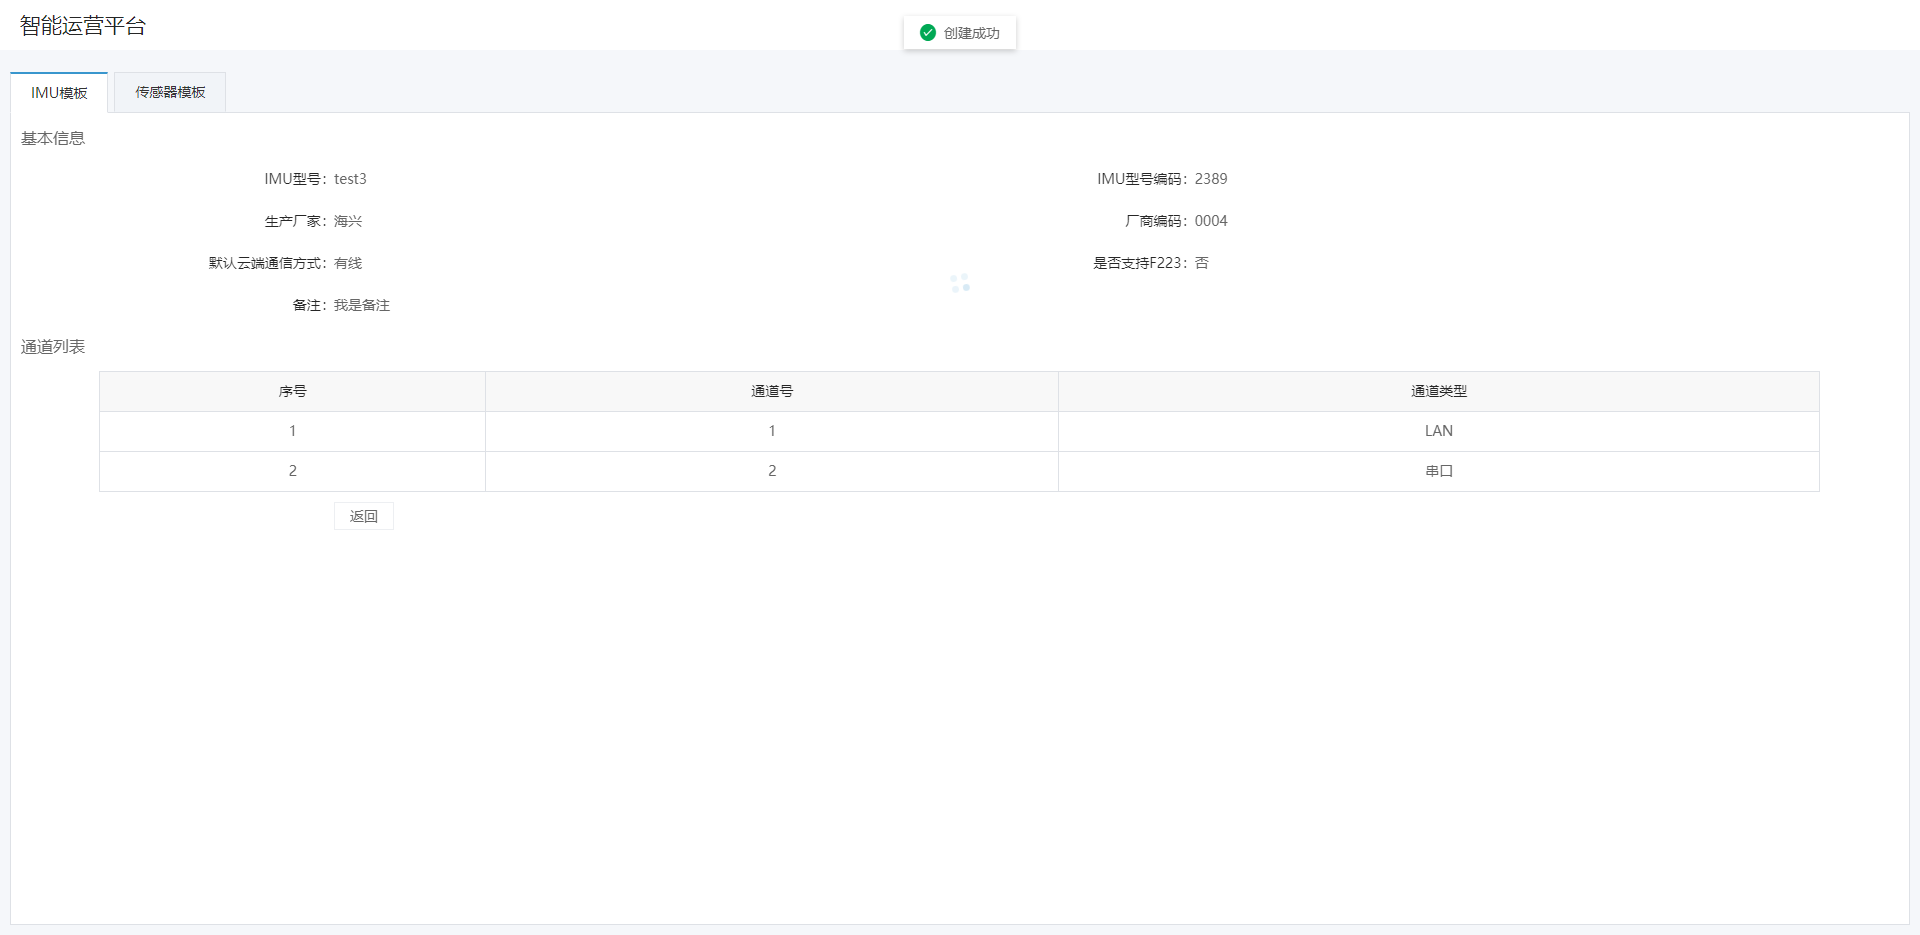 智能运营平台
创建成功
IMU模板
传感器模板
基本信息
IMU型号：test3
IMU型号编码：2389
生产厂家：海兴
厂商编码：0004
默认云端通信方式：有线
是否支持F223：否
备注：我是备注
通道列表
序号 通道号 通道类型
1 1 LAN
2 2 串口
返回